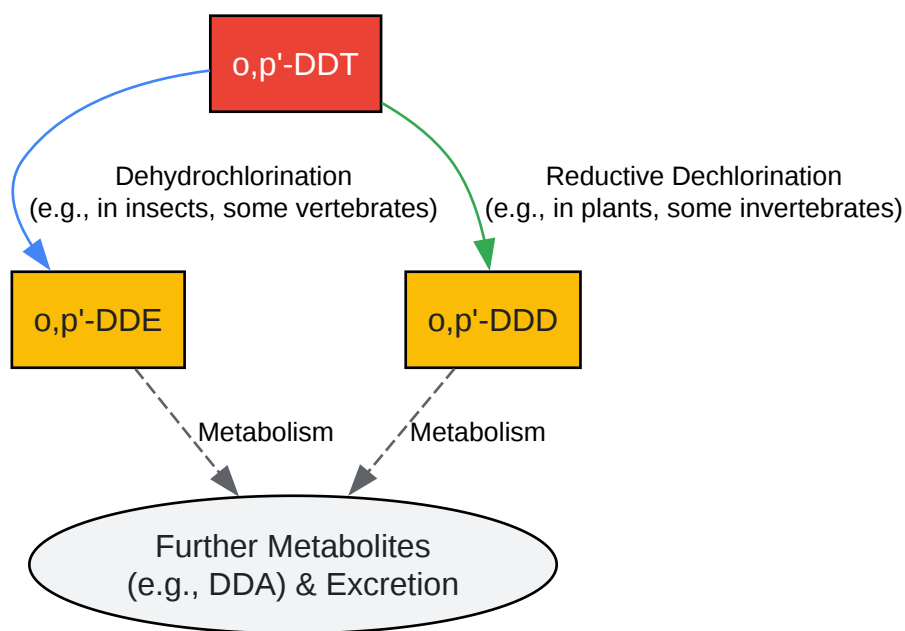 o,p'-DDT
Dehydrochlorination
(e.g., in insects, some vertebrates)
Reductive Dechlorination
(e.g., in plants, some invertebrates)
o,p'-DDE
o,p'-DDD
Metabolism
Metabolism
Further Metabolites
(e.g., DDA) & Excretion